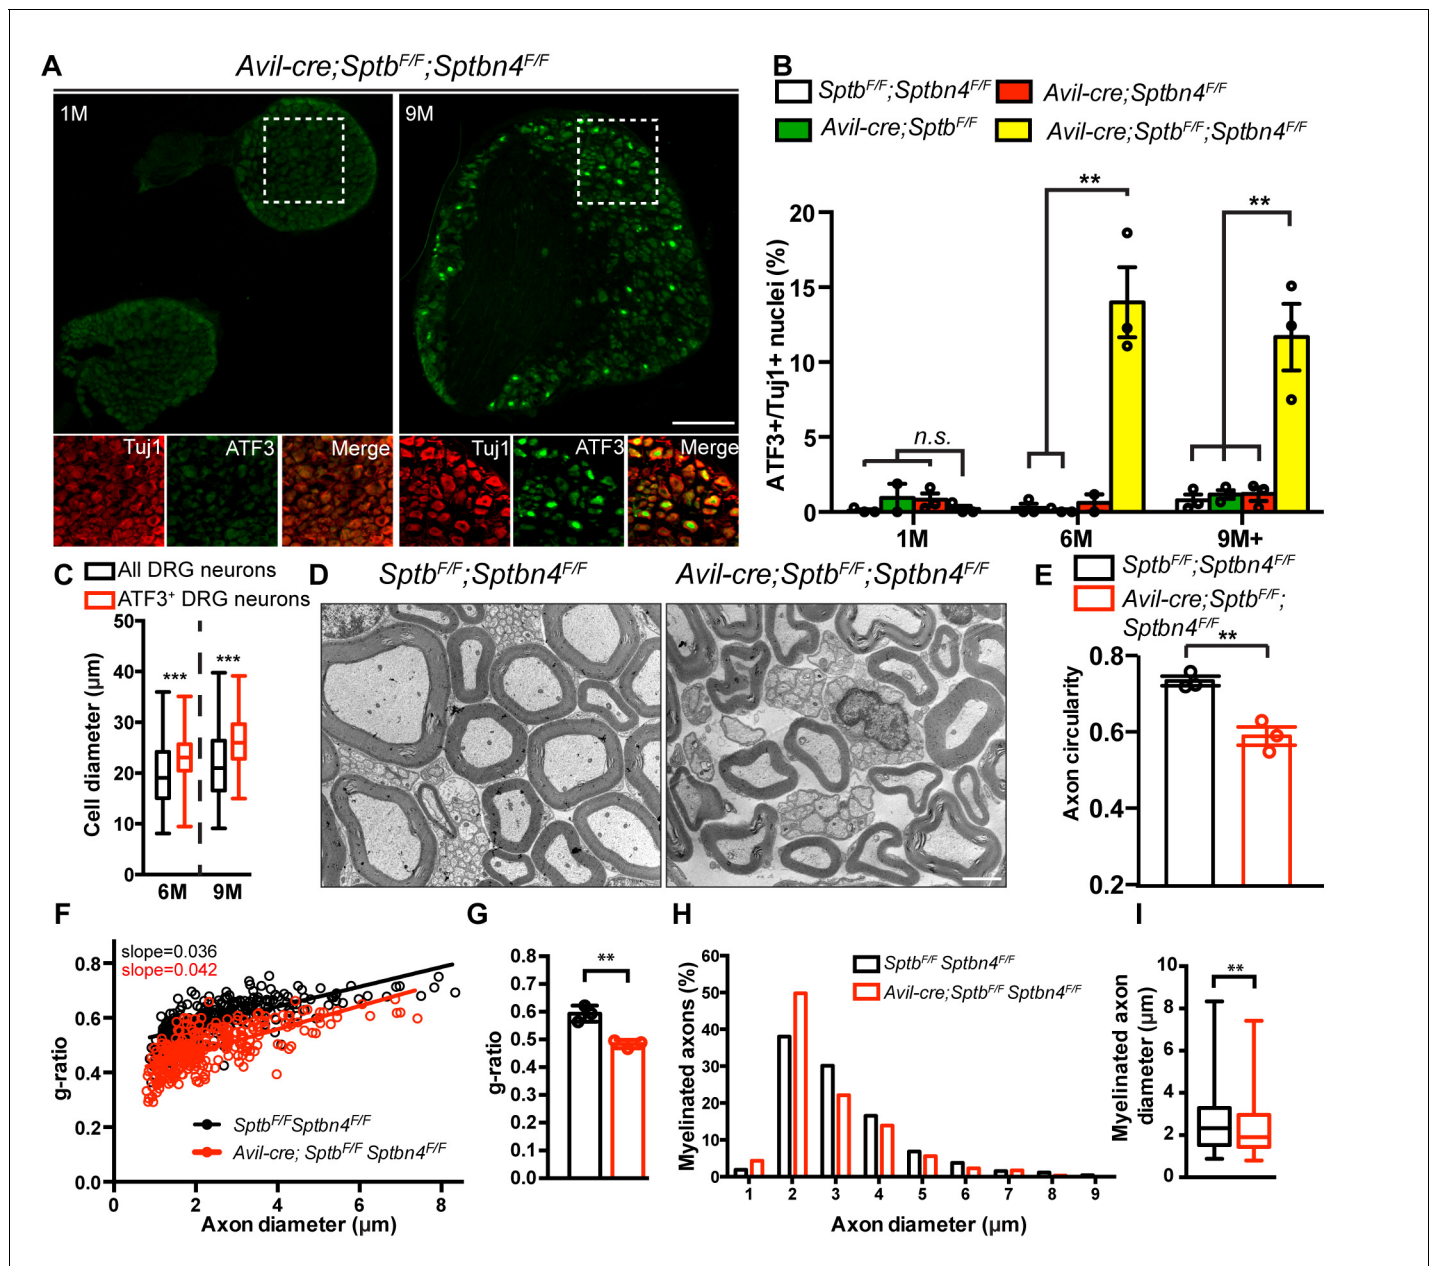 A
Avil-cre;Sptb^F/F;Sptbn4^F/F
1M
9M
Tuj1
ATF3
Merge
Tuj1
ATF3
Merge
B
Sptb^F/F;Sptbn4^F/F
Avil-cre;Sptbn4^F/F
Avil-cre;Sptb^F/F
Avil-cre;Sptb^F/F;Sptbn4^F/F
ATF3+/Tuj1+ nuclei (%)
20
15
10
5
0
n.s.
**
**
1M
6M
9M+
C
All DRG neurons
ATF3+ DRG neurons
Cell diameter (µm)
50
40
30
20
10
0
***
***
6M
9M
D
Sptb^F/F;Sptbn4^F/F
Avil-cre;Sptb^F/F;Sptbn4^F/F
E
Sptb^F/F;Sptbn4^F/F
Avil-cre;Sptb^F/F;
Sptbn4^F/F
**
Axon circularity
0.8
0.6
0.4
0.2
F
slope=0.036
slope=0.042
g-ratio
0.8
0.6
0.4
0.2
0.0
Sptb^F/F Sptbn4^F/F
Avil-cre; Sptb^F/F Sptbn4^F/F
0
2
4
6
8
Axon diameter (µm)
G
g-ratio
0.8
0.7
0.6
0.5
0.4
0.3
0.2
0.1
0.0
**
H
Sptb^F/F Sptbn4^F/F
Avil-cre;Sptb^F/F Sptbn4^F/F
Myelinated axons (%)
60
50
40
30
20
10
0
1
2
3
4
5
6
7
8
9
Axon diameter (µm)
I
Myelinated axon
diameter (µm)
10
8
6
4
2
0
**